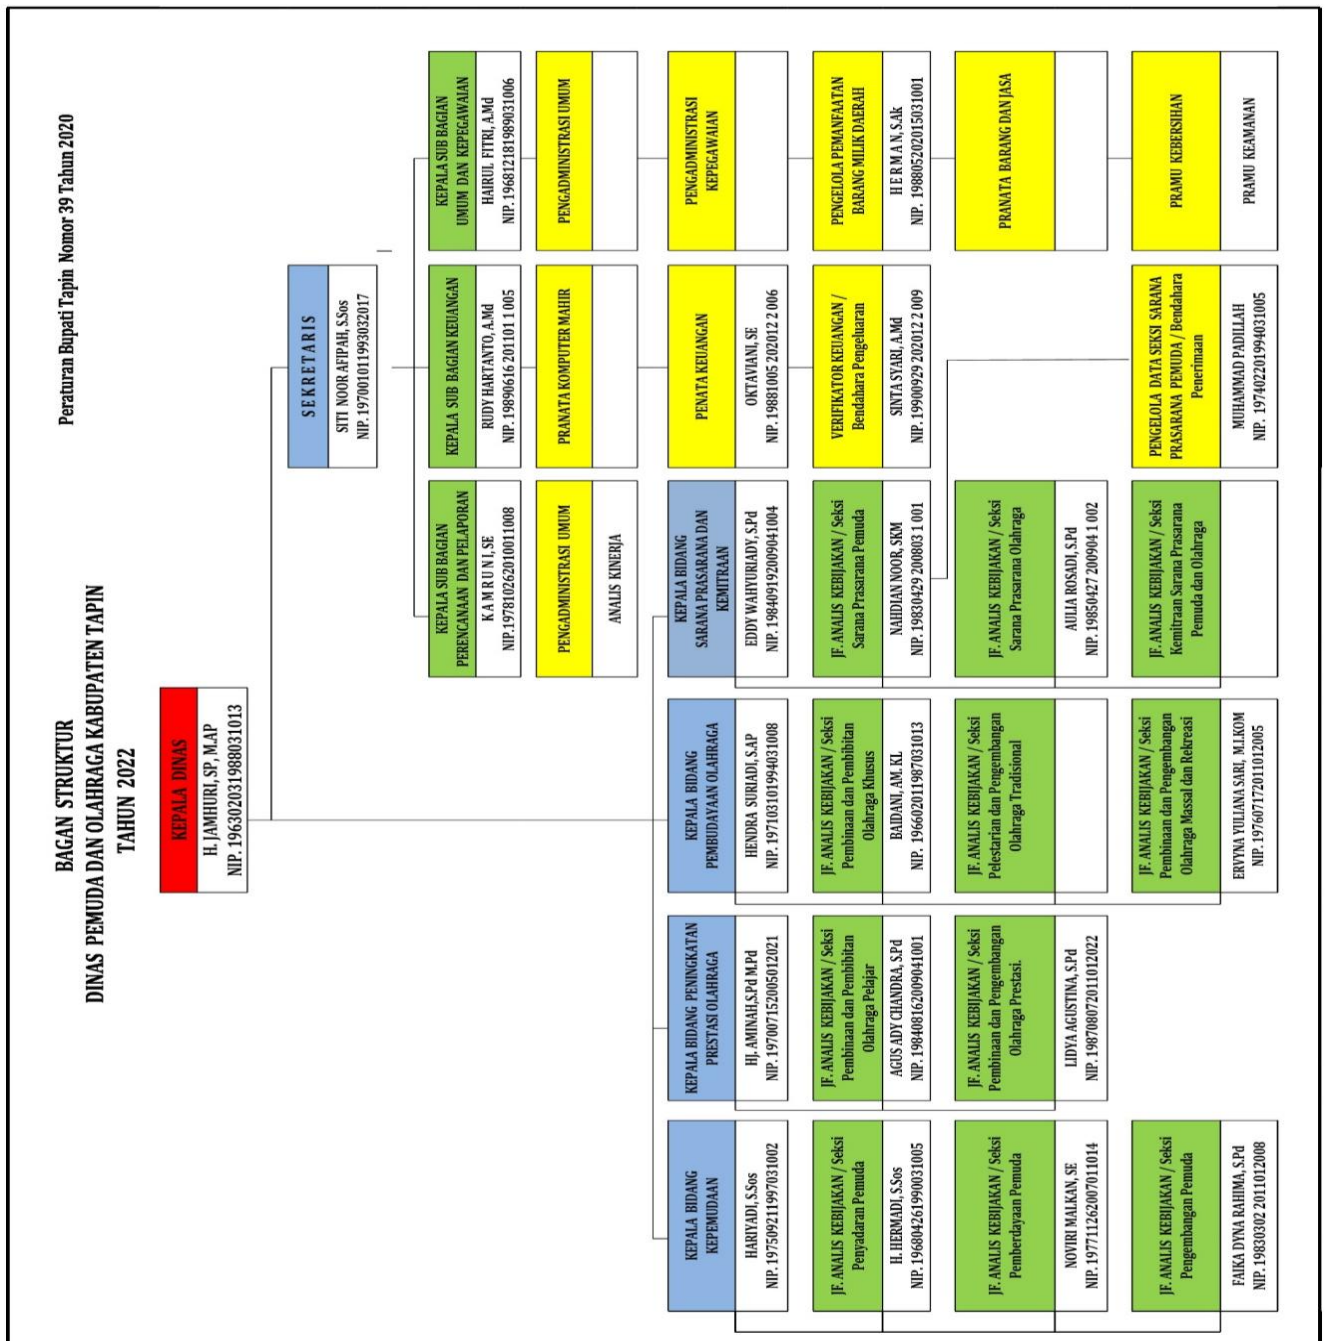 BAGAN STRUKTUR
DINAS PEMUDA DAN OLAHRAGA KABUPATEN TAPIN
TAHUN 2022
Peraturan Bupati Tapin Nomor 39 Tahun 2020
KEPALA DINAS
H. JAMHURI, SP, M.AP
NIP. 196302031988031013
SEKRETARIS
SITI NOOR AFIPAH, S.Sos
NIP.197001011993032017
KEPALA SUB BAGIAN
PERENCANAAN DAN PELAPORAN
K A M R U N I, SE
NIP.197810262010011008
KEPALA SUB BAGIAN KEUANGAN
RUDY HARTANTO, A.Md
NIP. 19890616 201101 1 005
KEPALA SUB BAGIAN
UMUM DAN KEPEGAWAIAN
HAIRUL FITRI, A.Md
NIP.196812181989031006
PENGADMINISTRASI UMUM
ANALIS KINERJA
PRANATA KOMPUTER MAHIR
PENGADMINISTRASI UMUM
PENATA KEUANGAN
OKTAVIANI, SE
NIP. 19881005 202012 2 006
PENGADMINISTRASI
KEPEGAWAIAN
VERIFIKATOR KEUANGAN /
Bendahara Pengeluaran
SINTA SYARI, A.Md
NIP. 19900929 202012 2 009
PENGELOLA PEMANFAATAN
BARANG MILIK DAERAH
H E R M A N, S.Ak
NIP. 198805202015031001
PRANATA BARANG DAN JASA
PENGELOLA DATA SEKSI SARANA
PRASARANA PEMUDA / Bendahara
Penerimaan
MUHAMMAD PADILLAH
NIP. 197402201994031005
PRAMU KEBERSIHAN
PRAMU KEAMANAN
KEPALA BIDANG
KEPEMUDAAN
HARIYADI, S.Sos
NIP. 197509211997031002
KEPALA BIDANG PENINGKATAN
PRESTASI OLAHRAGA
HJ. AMINAH,S.Pd M.Pd
NIP. 197007152005012021
KEPALA BIDANG
PEMBUDAYAAN OLAHRAGA
HENDRA SURIADI, S.AP
NIP. 197103101994031008
KEPALA BIDANG
SARANA PRASARANA DAN
KEMITRAAN
EDDY WAHYURIADY, S.Pd
NIP. 198409192009041004
JF. ANALIS KEBIJAKAN / Seksi
Penyadaran Pemuda
H. HERMADI, S.Sos
NIP. 196804261990031005
JF. ANALIS KEBIJAKAN / Seksi
Pembinaan dan Pembibitan
Olahraga Pelajar
AGUS ADY CHANDRA, S.Pd
NIP. 198408162009041001
JF. ANALIS KEBIJAKAN / Seksi
Pembinaan dan Pembibitan
Olahraga Khusus
BAIDANI, AM. KL
NIP. 196602011987031013
JF. ANALIS KEBIJAKAN / Seksi
Sarana Prasarana Pemuda
NAHDIAN NOOR, SKM
NIP. 19830429 200803 1 001
JF. ANALIS KEBIJAKAN / Seksi
Pemberdayaan Pemuda
NOVIRI MALKAN, SE
NIP. 197711262007011014
JF. ANALIS KEBIJAKAN / Seksi
Pembinaan dan Pengembangan
Olahraga Prestasi.
LIDYA AGUSTINA, S.Pd
NIP. 198708072011012022
JF. ANALIS KEBIJAKAN / Seksi
Pelestarian dan Pengembangan
Olahraga Tradisional
JF. ANALIS KEBIJAKAN / Seksi
Sarana Prasarana Olahraga
AULIA ROSADI, S.Pd
NIP. 19850427 200904 1 002
JF. ANALIS KEBIJAKAN / Seksi
Pengembangan Pemuda
FAIKA DYNA RAHIMA, S.Pd
NIP. 19830302 2011012008
JF. ANALIS KEBIJAKAN / Seksi
Pembinaan dan Pengembangan
Olahraga Massal dan Rekreasi
ERVYNA YULIANA SARI, M.I.KOM
NIP. 197607172011012005
JF. ANALIS KEBIJAKAN / Seksi
Kemitraan Sarana Prasarana
Pemuda dan Olahraga